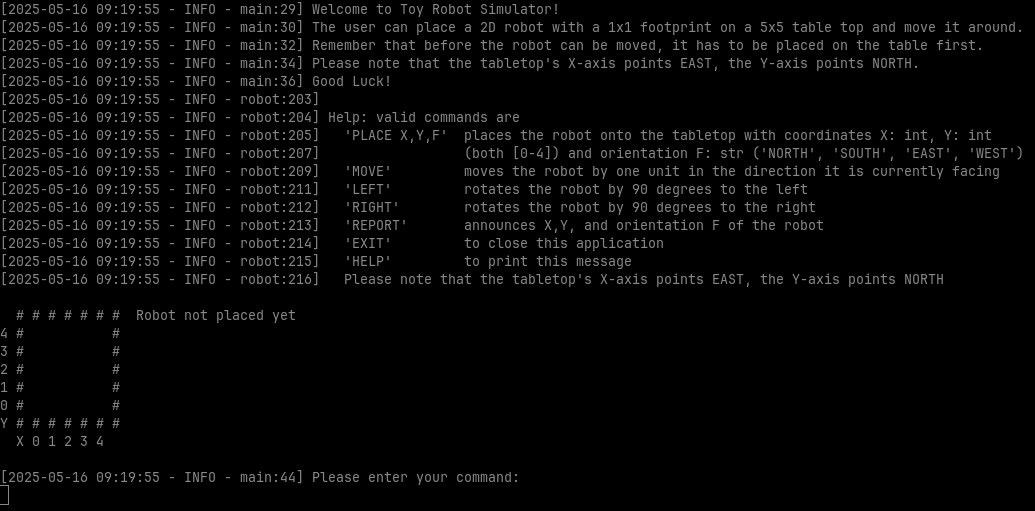 [2025-05-16 09:19:55 - INFO - main:29] Welcome to Toy Robot Simulator!
[2025-05-16 09:19:55 - INFO - main:30] The user can place a 2D robot with a 1x1 footprint on a 5x5 table top and move it around.
[2025-05-16 09:19:55 - INFO - main:32] Remember that before the robot can be moved, it has to be placed on the table first.
[2025-05-16 09:19:55 - INFO - main:34] Please note that the tabletop's X-axis points EAST, the Y-axis points NORTH.
[2025-05-16 09:19:55 - INFO - main:36] Good Luck!
[2025-05-16 09:19:55 - INFO - robot:203]
[2025-05-16 09:19:55 - INFO - robot:204] Help: valid commands are
[2025-05-16 09:19:55 - INFO - robot:205]   'PLACE X,Y,F'  places the robot onto the tabletop with coordinates X: int, Y: int
[2025-05-16 09:19:55 - INFO - robot:207]                  (both [0-4]) and orientation F: str ('NORTH', 'SOUTH', 'EAST', 'WEST')
[2025-05-16 09:19:55 - INFO - robot:209]   'MOVE'         moves the robot by one unit in the direction it is currently facing
[2025-05-16 09:19:55 - INFO - robot:211]   'LEFT'         rotates the robot by 90 degrees to the left
[2025-05-16 09:19:55 - INFO - robot:212]   'RIGHT'        rotates the robot by 90 degrees to the right
[2025-05-16 09:19:55 - INFO - robot:213]   'REPORT'       announces X,Y, and orientation F of the robot
[2025-05-16 09:19:55 - INFO - robot:214]   'EXIT'         to close this application
[2025-05-16 09:19:55 - INFO - robot:215]   'HELP'         to print this message
[2025-05-16 09:19:55 - INFO - robot:216]   Please note that the tabletop's X-axis points EAST, the Y-axis points NORTH

  # # # # # # #  Robot not placed yet
4 #           #
3 #           #
2 #           #
1 #           #
0 #           #
Y # # # # # # #
  X 0 1 2 3 4

[2025-05-16 09:19:55 - INFO - main:44] Please enter your command: